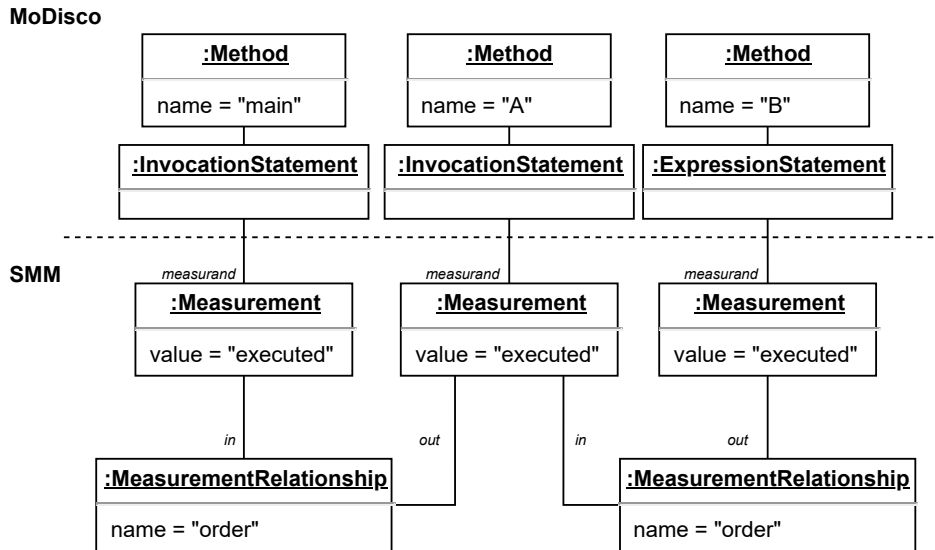 MoDisco
:Method
name = "main"
:Method
name = "A"
:Method
name = "B"
:InvocationStatement
:InvocationStatement
:ExpressionStatement
SMM
measurand
measurand
measurand
:Measurement
value = "executed"
:Measurement
value = "executed"
:Measurement
value = "executed"
in
out
in
out
:MeasurementRelationship
name = "order"
:MeasurementRelationship
name = "order"